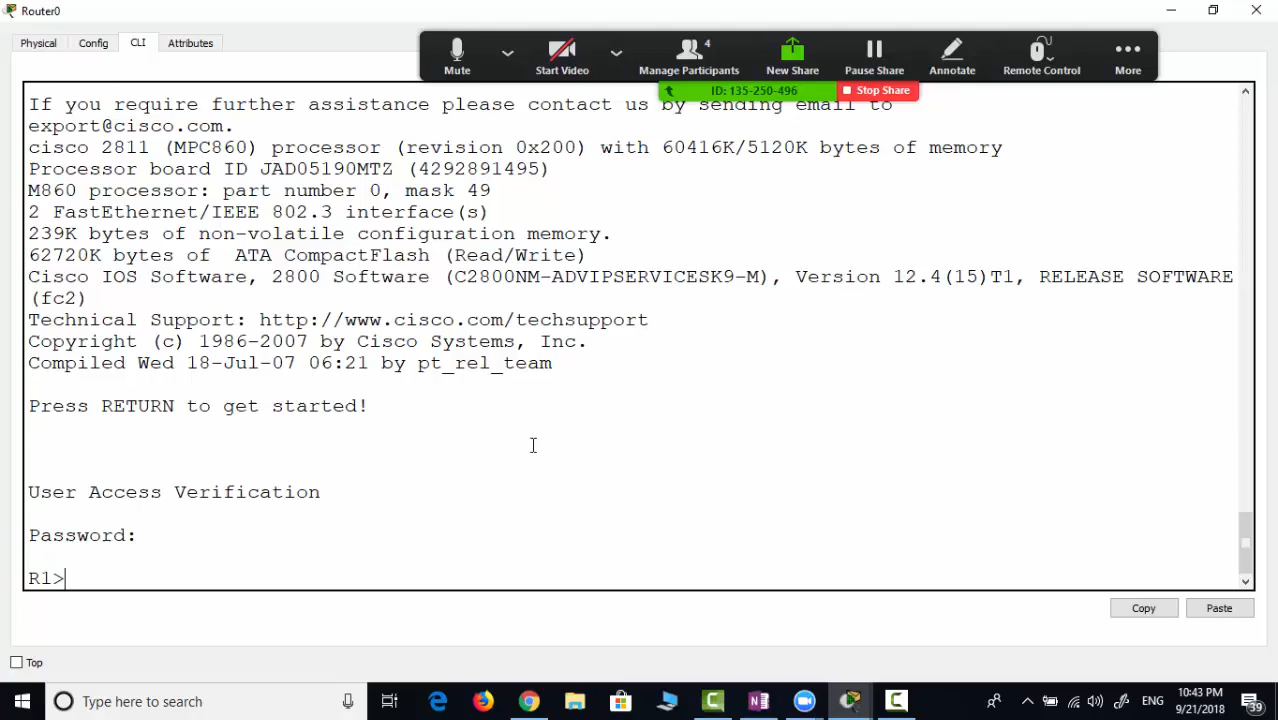 Router0
Physical Config CLI Attributes
Mute Start Video Manage Participants 4 New Share Pause Share Annotate Remote Control More
ID: 135-250-496 Stop Share
If you require further assistance please contact us by sending email to
export@cisco.com.
cisco 2811 (MPC860) processor (revision 0x200) with 60416K/5120K bytes of memory
Processor board ID JAD05190MTZ (4292891495)
M860 processor: part number 0, mask 49
2 FastEthernet/IEEE 802.3 interface(s)
239K bytes of non-volatile configuration memory.
62720K bytes of ATA CompactFlash (Read/Write)
Cisco IOS Software, 2800 Software (C2800NM-ADVIPSERVICESK9-M), Version 12.4(15)T1, RELEASE SOFTWARE
(fc2)
Technical Support: http://www.cisco.com/techsupport
Copyright (c) 1986-2007 by Cisco Systems, Inc.
Compiled Wed 18-Jul-07 06:21 by pt_rel_team
Press RETURN to get started!
User Access Verification
Password:
R1>
Copy Paste
Top
Type here to search
ENG
10:43 PM
9/21/2018
39